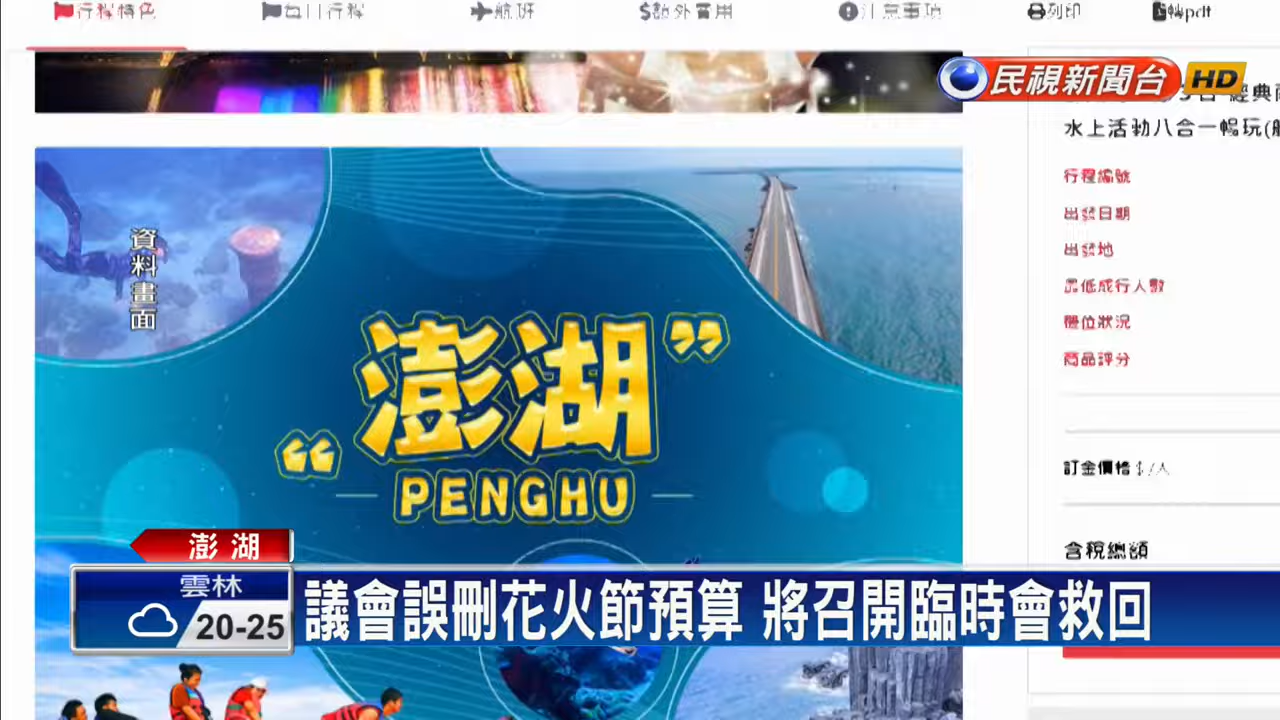 行程特色
每日行程
航班
$額外費用
注意事項
列印
轉pdf
民視新聞台 HD
水上活動八合一暢玩(
行程編號
出發日期
出發地
最低成行人數
機位狀況
商品評分
訂金價格 $/人
含稅總額
資料畫面
“澎湖”
PENGHU
澎湖
雲林
20-25
議會誤刪花火節預算 將召開臨時會救回